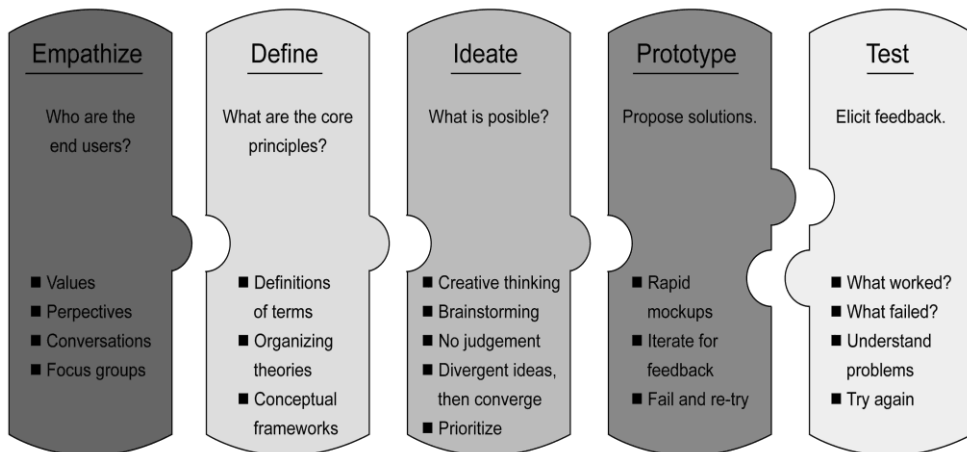 Empathize
Who are the
end users?
■ Values
■ Perpectives
■ Conversations
■ Focus groups
Define
What are the core
principles?
■ Definitions
of terms
■ Organizing
theories
■ Conceptual
frameworks
Ideate
What is posible?
■ Creative thinking
■ Brainstorming
■ No judgement
■ Divergent ideas,
then converge
■ Prioritize
Prototype
Propose solutions.
■ Rapid
mockups
■ Iterate for
feedback
■ Fail and re-try
Test
Elicit feedback.
■ What worked?
■ What failed?
■ Understand
problems
■ Try again